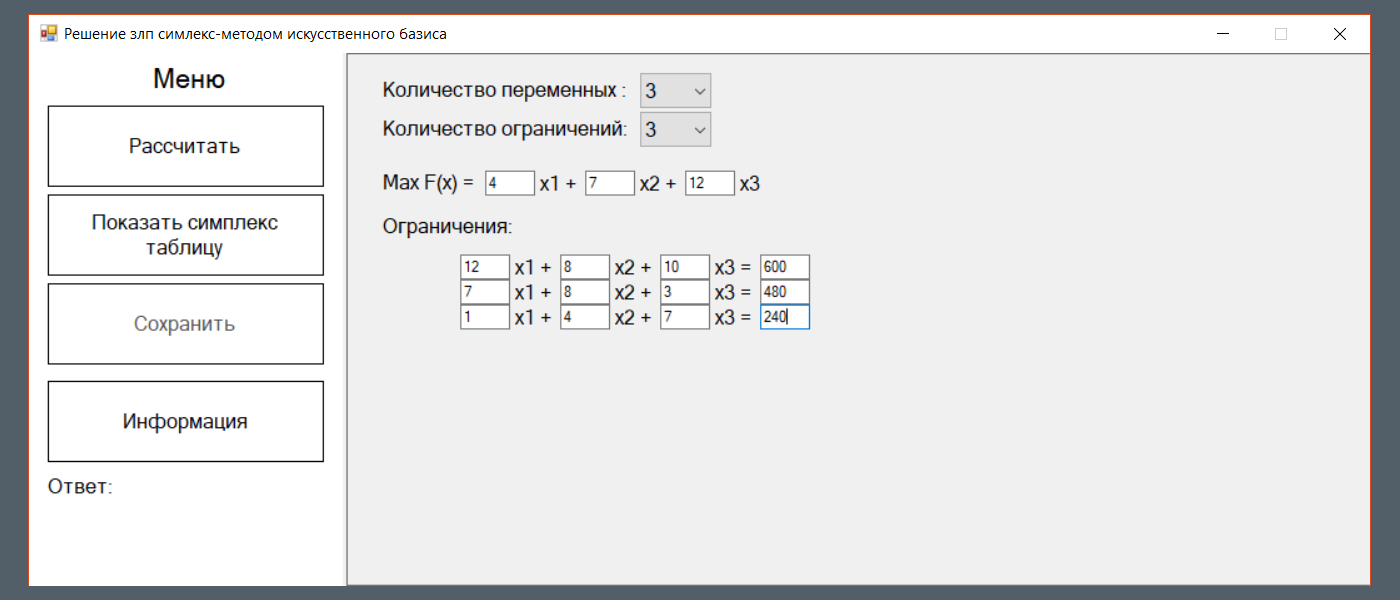 Решение злп симлекс-методом искусственного базиса
Меню
Рассчитать
Показать симплекс
таблицу
Сохранить
Информация
Ответ:
Количество переменных : 3
Количество ограничений: 3
Max F(x) = 4 x1 + 7 x2 + 12 x3
Ограничения:
12 x1 + 8 x2 + 10 x3 = 600
7 x1 + 8 x2 + 3 x3 = 480
1 x1 + 4 x2 + 7 x3 = 240